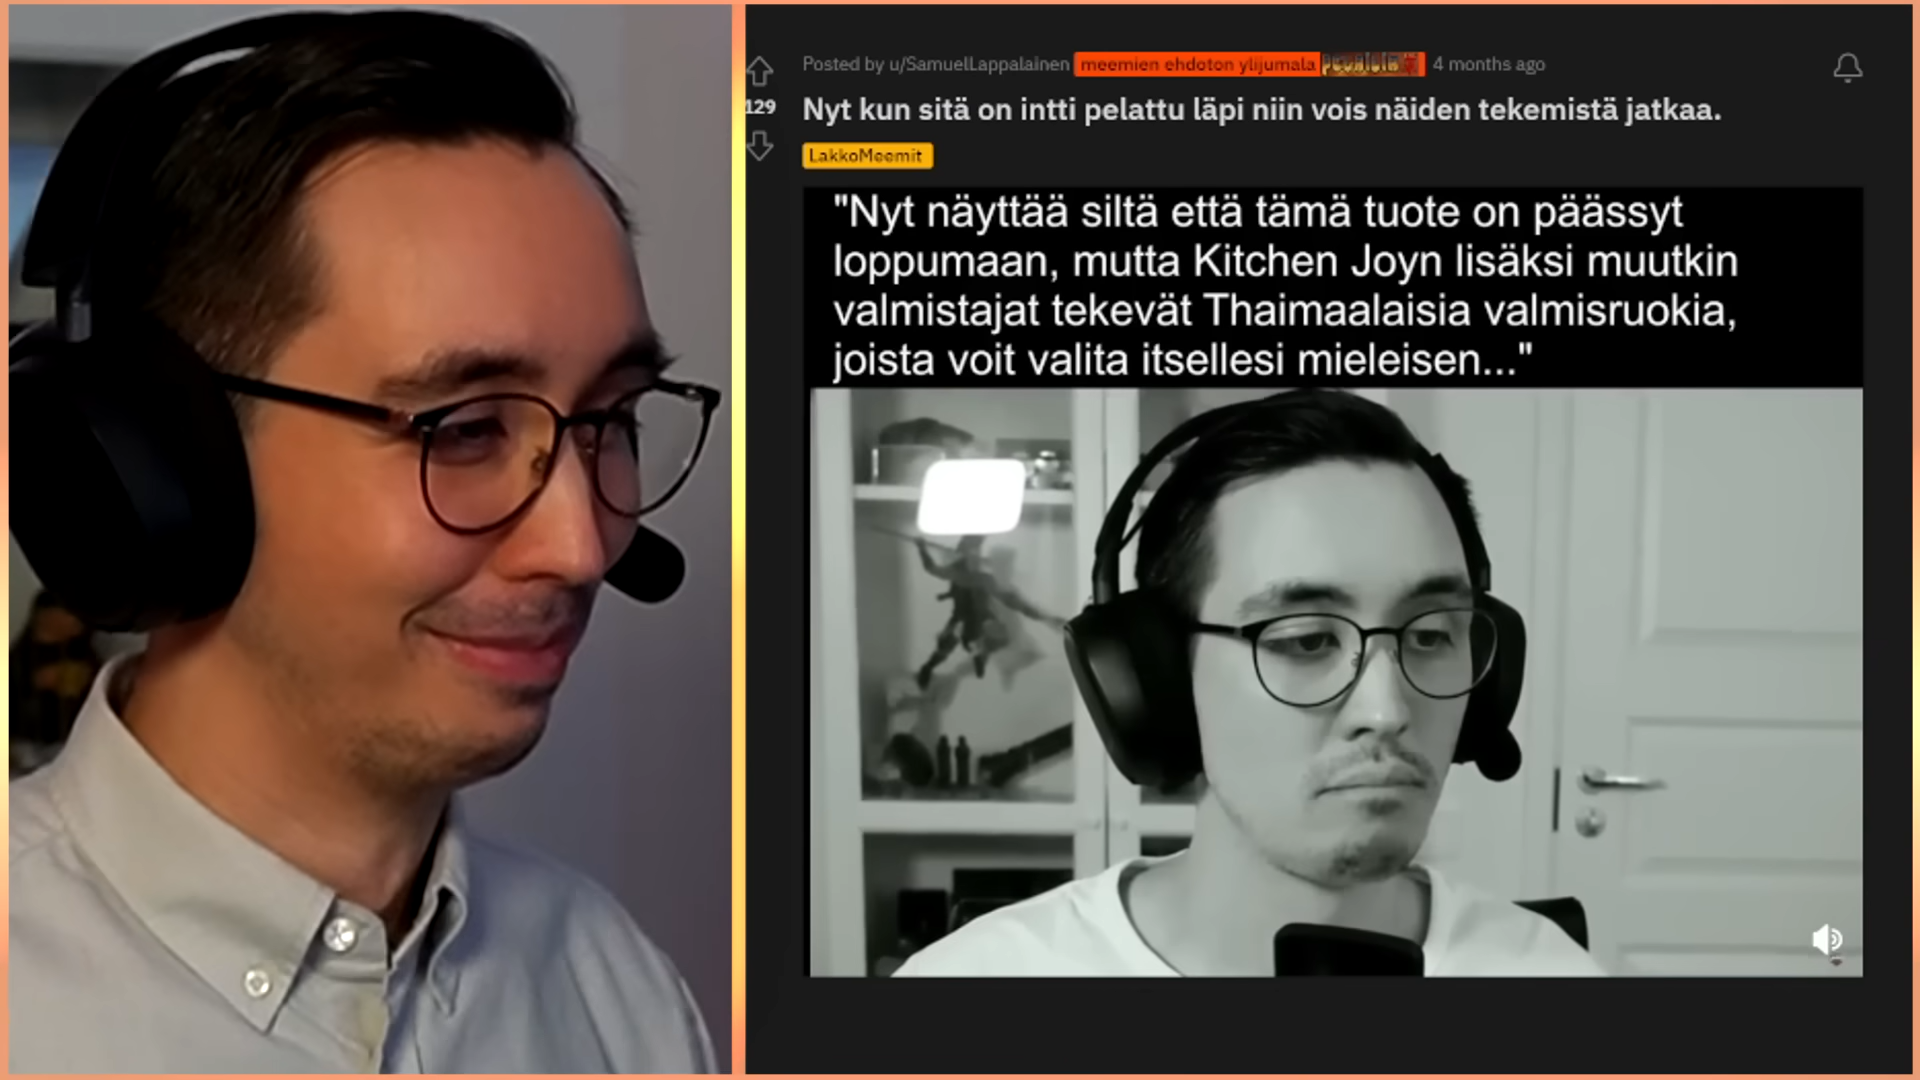 Posted by u/SamuelLappalainen meemien ehdoton ylijumala 4 months ago
129
Nyt kun sitä on intti pelattu läpi niin vois näiden tekemistä jatkaa.
LakkoMeemit
"Nyt näyttää siltä että tämä tuote on päässyt
loppumaan, mutta Kitchen Joyn lisäksi muutkin
valmistajat tekevät Thaimaalaisia valmisruokia,
joista voit valita itsellesi mieleisen..."